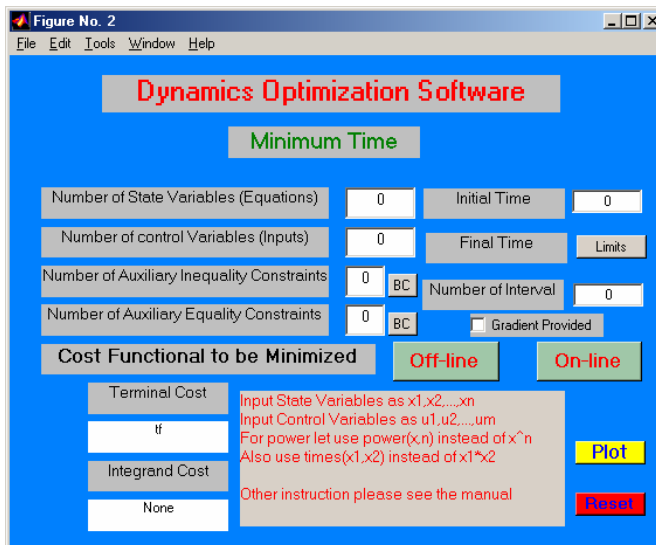 Figure No. 2
File Edit Tools Window Help
Dynamics Optimization Software
Minimum Time
Number of State Variables (Equations) 0 Initial Time 0
Number of control Variables (Inputs) 0 Final Time Limits
Number of Auxiliary Inequality Constraints 0 BC Number of Interval 0
Number of Auxiliary Equality Constraints 0 BC Gradient Provided
Cost Functional to be Minimized Off-line On-line
Terminal Cost
tf
Integrand Cost
None
Input State Variables as x1,x2,...,xn
Input Control Variables as u1,u2,...,um
For power let use power(x,n) instead of x^n
Also use times(x1,x2) instead of x1*x2
Other instruction please see the manual
Plot
Reset